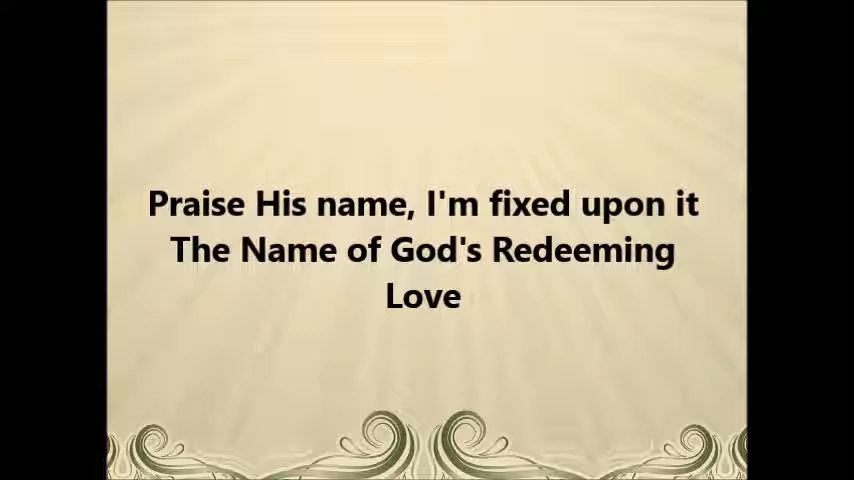 Praise His name, I'm fixed upon it
The Name of God's Redeeming
Love